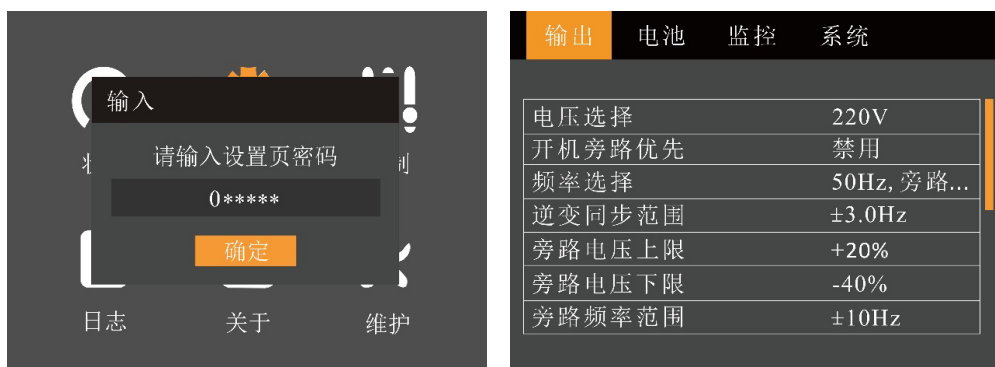 输入
请输入设置页密码
0*****
确定
日志 关于 维护
输出 电池 监控 系统
电压选择 220V
开机旁路优先 禁用
频率选择 50Hz,旁路...
逆变同步范围 ±3.0Hz
旁路电压上限 +20%
旁路电压下限 -40%
旁路频率范围 ±10Hz